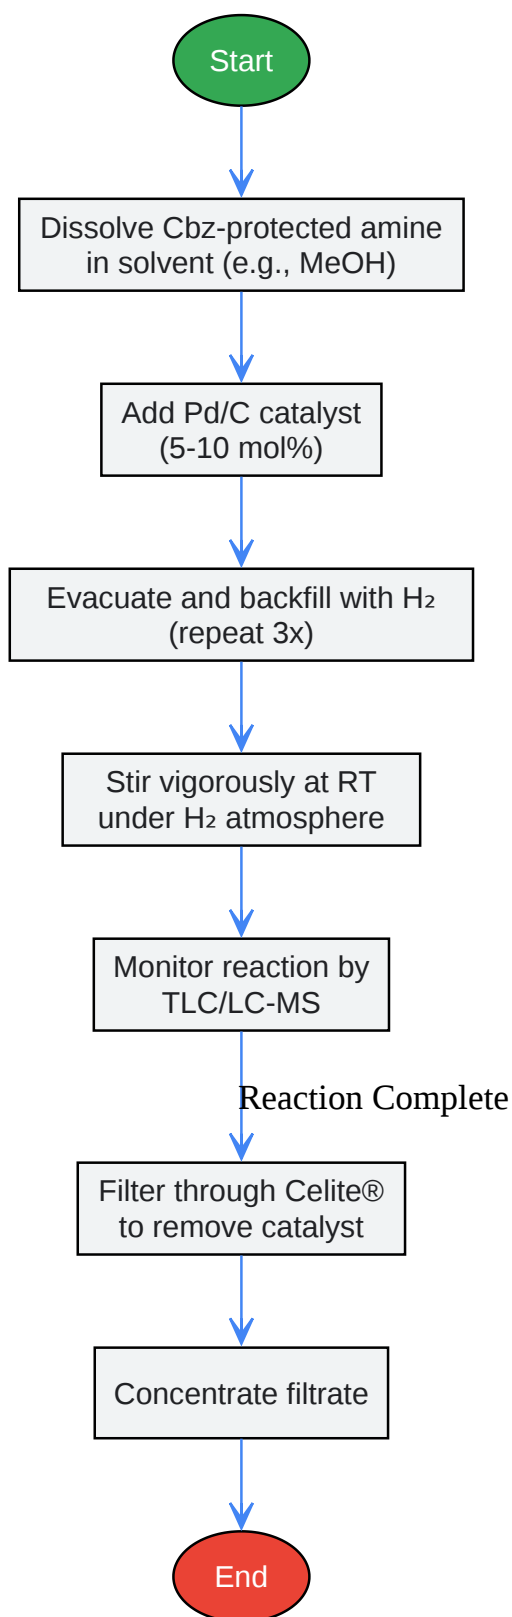 Start
Dissolve Cbz-protected amine
in solvent (e.g., MeOH)
Add Pd/C catalyst
(5-10 mol%)
Evacuate and backfill with H₂
(repeat 3x)
Stir vigorously at RT
under H₂ atmosphere
Monitor reaction by
TLC/LC-MS
Reaction Complete
Filter through Celite®
to remove catalyst
Concentrate filtrate
End